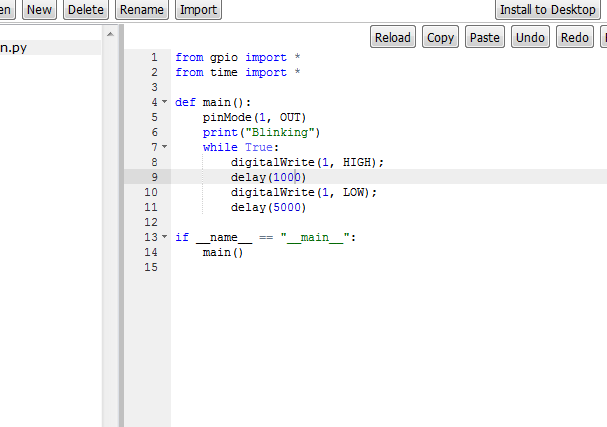 en New Delete Rename Import Install to Desktop
Reload Copy Paste Undo Redo
n.py
1 from gpio import *
2 from time import *
3
4 def main():
5 pinMode(1, OUT)
6 print("Blinking")
7 while True:
8 digitalWrite(1, HIGH);
9 delay(1000)
10 digitalWrite(1, LOW);
11 delay(5000)
12
13 if __name__ == "__main__":
14 main()
15